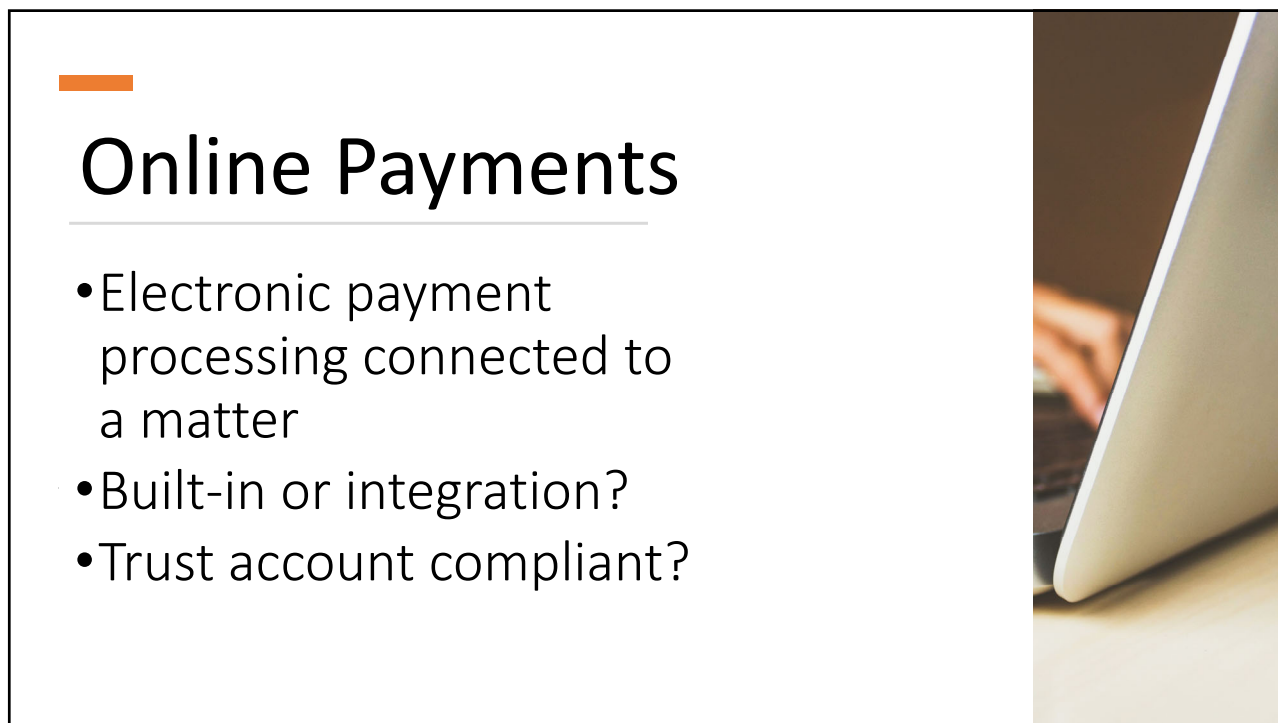 Online Payments
•Electronic payment
processing connected to
a matter
•Built-in or integration?
•Trust account compliant?